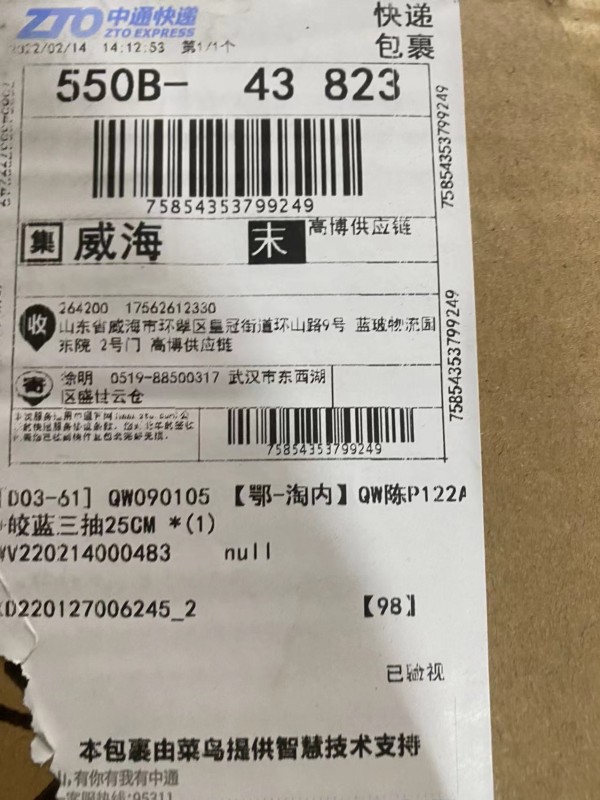 ZTO 中通快递
ZTO EXPRESS
快递
包裹
2022/02/14 14:12:53 第1/1个
550B- 43 823
75854353799249
75854353799249
集 威海 末 高博供应链
收 264200 17562612330
山东省威海市环翠区皇冠街道环山路9号 蓝玻物流园
东院 2号门 高博供应链
75854353799249
寄 徐明 0519-88500317 武汉市东西湖
区盛世云仓
75854353799249
[D03-61] QW090105 【鄂-淘内】QW陈P122A
皎蓝三抽25CM *(1)
V220214000483 null
D220127006245_2 【98】
已验视
本包裹由菜鸟提供智慧技术支持
,有你有我有中通
客服热线:95311